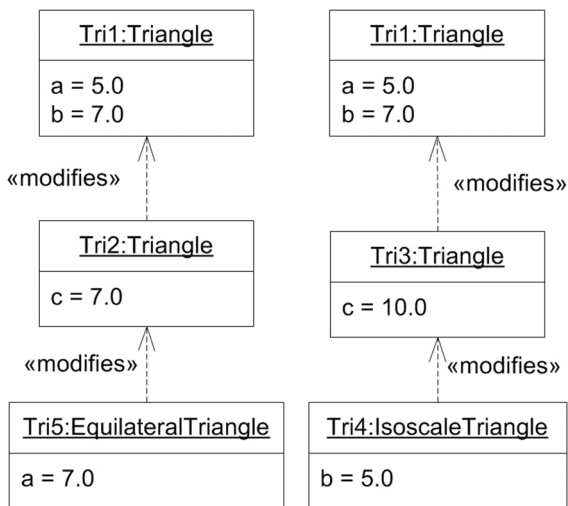 Tri1:Triangle
a = 5.0
b = 7.0
«modifies»
Tri2:Triangle
c = 7.0
«modifies»
Tri5:EquilateralTriangle
a = 7.0
Tri1:Triangle
a = 5.0
b = 7.0
«modifies»
Tri3:Triangle
c = 10.0
«modifies»
Tri4:IsoscaleTriangle
b = 5.0